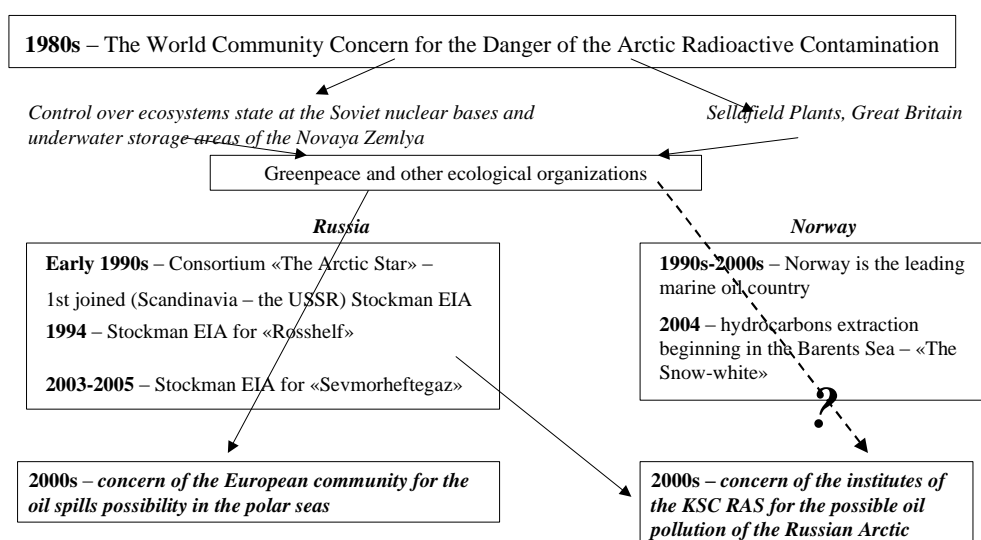 1980s – The World Community Concern for the Danger of the Arctic Radioactive Contamination
Control over ecosystems state at the Soviet nuclear bases and
underwater storage areas of the Novaya Zemlya
Sellafield Plants, Great Britain
Greenpeace and other ecological organizations
Russia
Early 1990s – Consortium «The Arctic Star» –
1st joined (Scandinavia – the USSR) Stockman EIA
1994 – Stockman EIA for «Rosshelf»
2003-2005 – Stockman EIA for «Sevmorheftegaz»
Norway
1990s-2000s – Norway is the leading
marine oil country
2004 – hydrocarbons extraction
beginning in the Barents Sea – «The
Snow-white»
?
2000s – concern of the European community for the
oil spills possibility in the polar seas
2000s – concern of the institutes of
the KSC RAS for the possible oil
pollution of the Russian Arctic